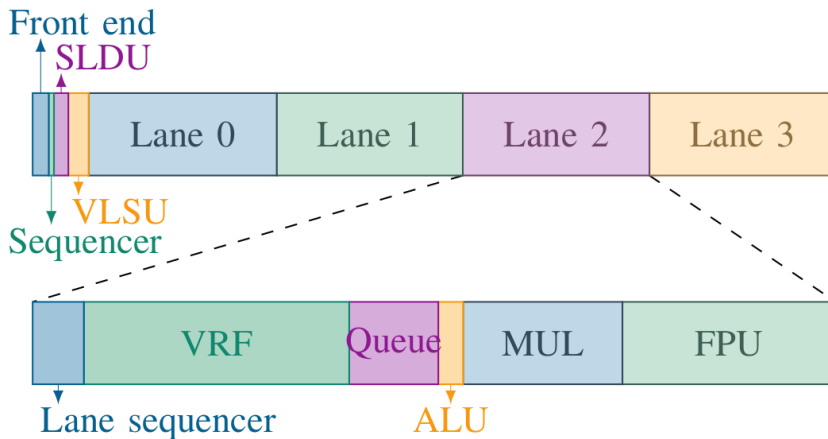 Front end
SLDU
Lane 0
Lane 1
Lane 2
Lane 3
VLSU
Sequencer
VRF
Queue
MUL
FPU
Lane sequencer
ALU